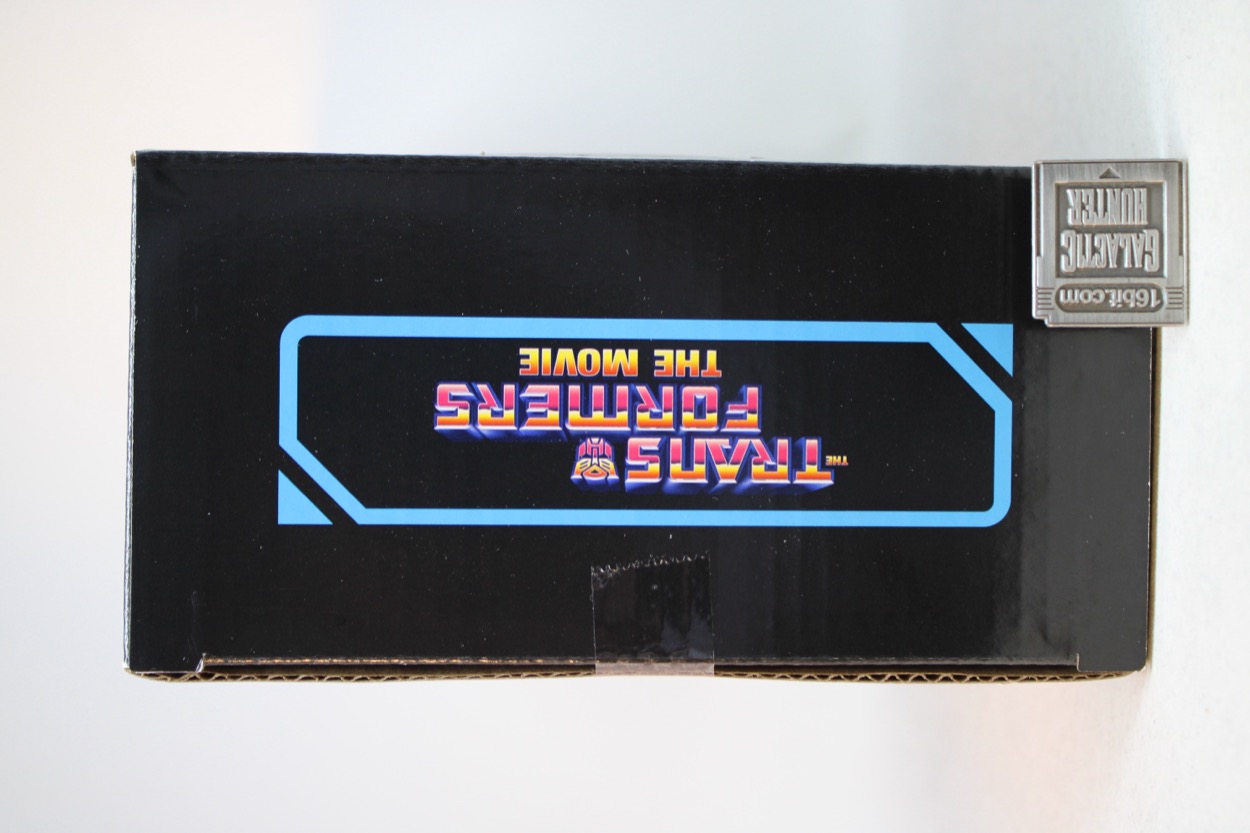 THE
TRANS
FORMERS
THE MOVIE
16bit.com
GALACTIC
HUNTER